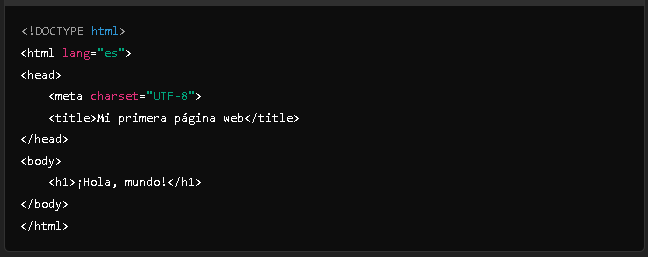 <!DOCTYPE html>
<html lang="es">
<head>
    <meta charset="UTF-8">
    <title>Mi primera página web</title>
</head>
<body>
    <h1>¡Hola, mundo!</h1>
</body>
</html>